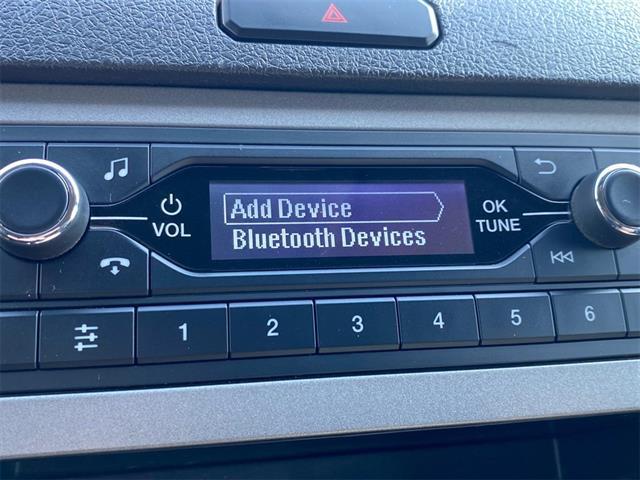 Add Device
Bluetooth Devices
VOL
OK
TUNE
1 2 3 4 5 6